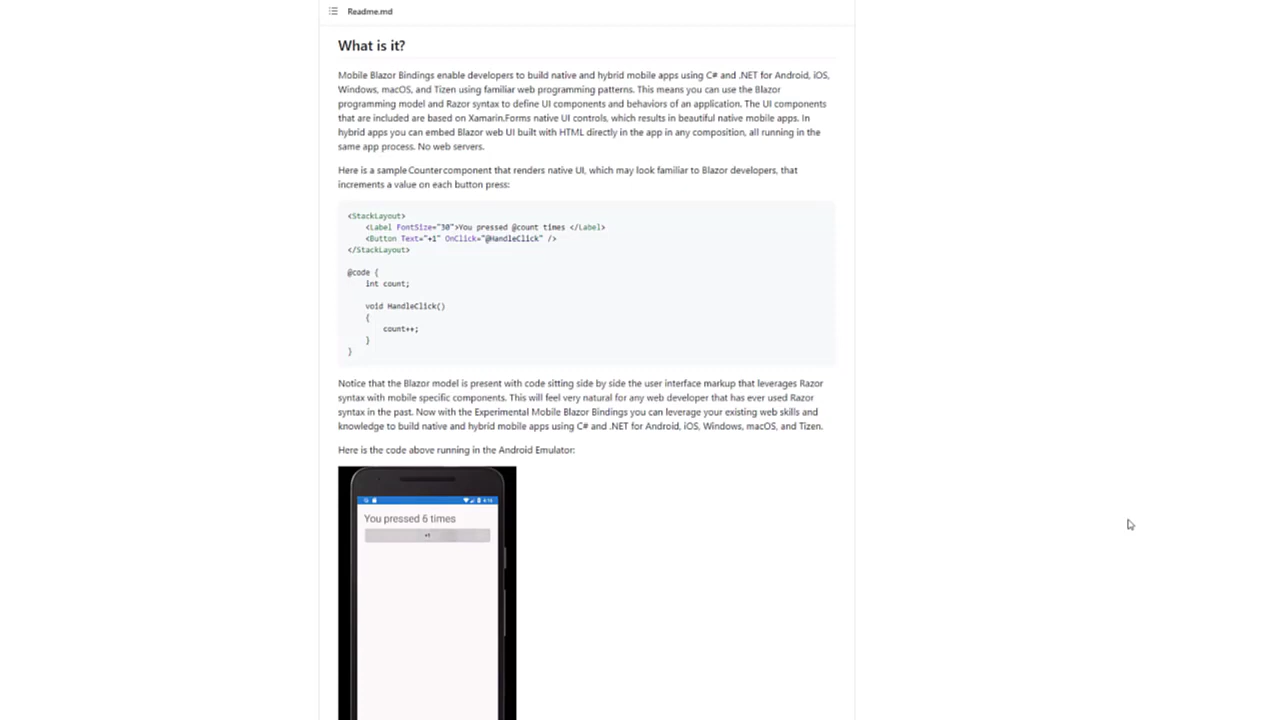 Readme.md
What is it?
Mobile Blazor Bindings enable developers to build native and hybrid mobile apps using C# and .NET for Android, iOS,
Windows, macOS, and Tizen using familiar web programming patterns. This means you can use the Blazor
programming model and Razor syntax to define UI components and behaviors of an application. The UI components
that are included are based on Xamarin.Forms native UI controls, which results in beautiful native mobile apps. In
hybrid apps you can embed Blazor web UI built with HTML directly in the app in any composition, all running in the
same app process. No web servers.
Here is a sample Counter component that renders native UI, which may look familiar to Blazor developers, that
increments a value on each button press:
<StackLayout>
    <Label FontSize="30">You pressed @count times </Label>
    <Button Text="+1" OnClick="@HandleClick" />
</StackLayout>
@code {
    int count;
    void HandleClick()
    {
        count++;
    }
}
Notice that the Blazor model is present with code sitting side by side the user interface markup that leverages Razor
syntax with mobile specific components. This will feel very natural for any web developer that has ever used Razor
syntax in the past. Now with the Experimental Mobile Blazor Bindings you can leverage your existing web skills and
knowledge to build native and hybrid mobile apps using C# and .NET for Android, iOS, Windows, macOS, and Tizen.
Here is the code above running in the Android Emulator:
You pressed 6 times
+1